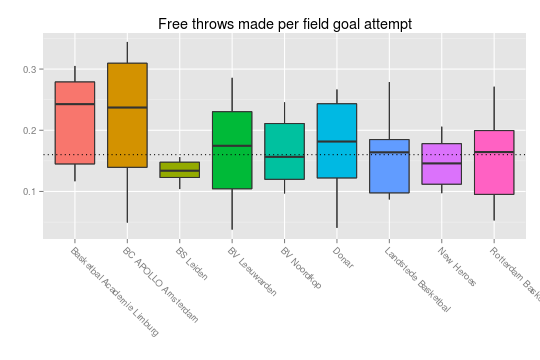 Free throws made per field goal attempt
0.3
0.2
0.1
Basketbal Academie Limburg
BC APOLLO Amsterdam
BS Leiden
BV Leeuwarden
BV Noordkop
Donar
Landstede Basketbal
New Heroes
Rotterdam